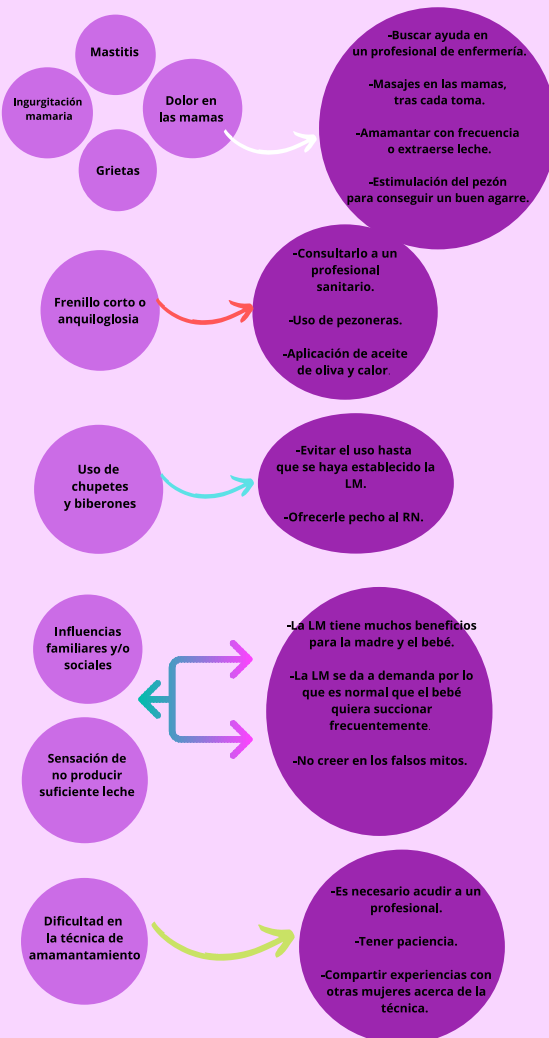 Mastitis
Ingurgitación
mamaria
Dolor en
las mamas
Grietas
-Buscar ayuda en
un profesional de enfermería.
-Masajes en las mamas,
tras cada toma.
-Amamantar con frecuencia
o extraerse leche.
-Estimulación del pezón
para conseguir un buen agarre.
Frenillo corto o
anquiloglosia
-Consultarlo a un
profesional
sanitario.
-Uso de pezoneras.
-Aplicación de aceite
de oliva y calor.
Uso de
chupetes
y biberones
-Evitar el uso hasta
que se haya establecido la
LM.
-Ofrecerle pecho al RN.
Influencias
familiares y/o
sociales
Sensación de
no producir
suficiente leche
-La LM tiene muchos beneficios
para la madre y el bebé.
-La LM se da a demanda por lo
que es normal que el bebé
quiera succionar
frecuentemente.
-No creer en los falsos mitos.
Dificultad en
la técnica de
amamantamiento
-Es necesario acudir a un
profesional.
-Tener paciencia.
-Compartir experiencias con
otras mujeres acerca de la
técnica.